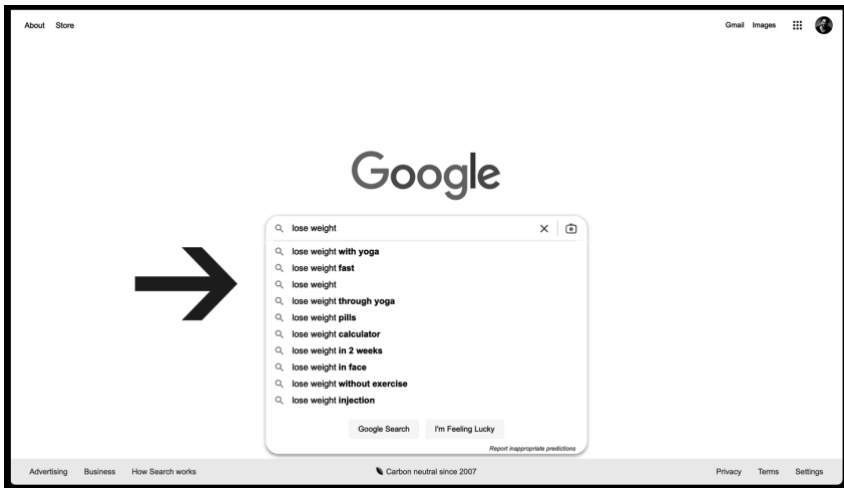 About Store
Gmail Images
Google
lose weight
lose weight with yoga
lose weight fast
lose weight
lose weight through yoga
lose weight pills
lose weight calculator
lose weight in 2 weeks
lose weight in face
lose weight without exercise
lose weight injection
Google Search I'm Feeling Lucky
Report inappropriate predictions
Advertising Business How Search works Carbon neutral since 2007 Privacy Terms Settings